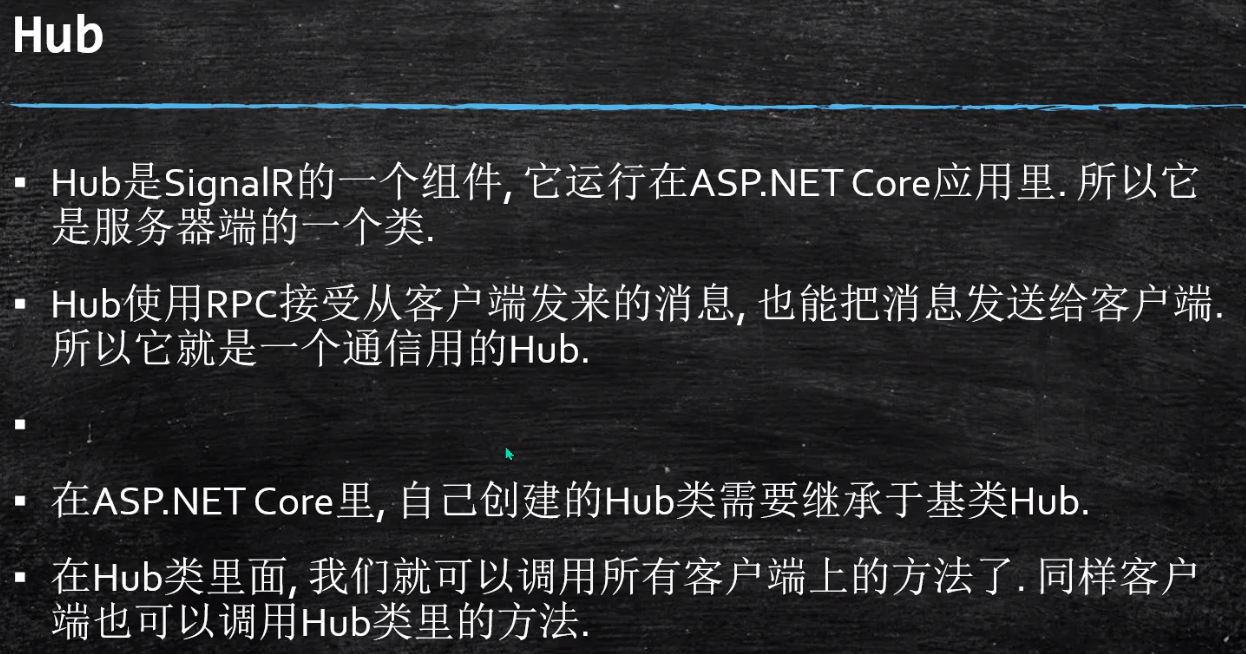 Hub
▪ Hub是SignalR的一个组件, 它运行在ASP.NET Core应用里. 所以它
是服务器端的一个类.
▪ Hub使用RPC接受从客户端发来的消息, 也能把消息发送给客户端.
所以它就是一个通信用的Hub.
▪
▪ 在ASP.NET Core里, 自己创建的Hub类需要继承于基类Hub.
▪ 在Hub类里面, 我们就可以调用所有客户端上的方法了. 同样客户
端也可以调用Hub类里的方法.